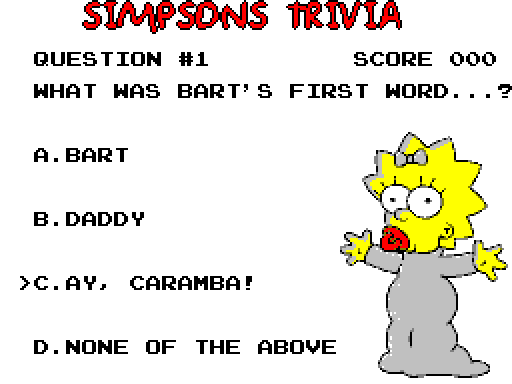 SIMPSONS TRIVIA
QUESTION #1 SCORE 000
WHAT WAS BART'S FIRST WORD...?
A.BART
B.DADDY
>C.AY, CARAMBA!
D.NONE OF THE ABOVE